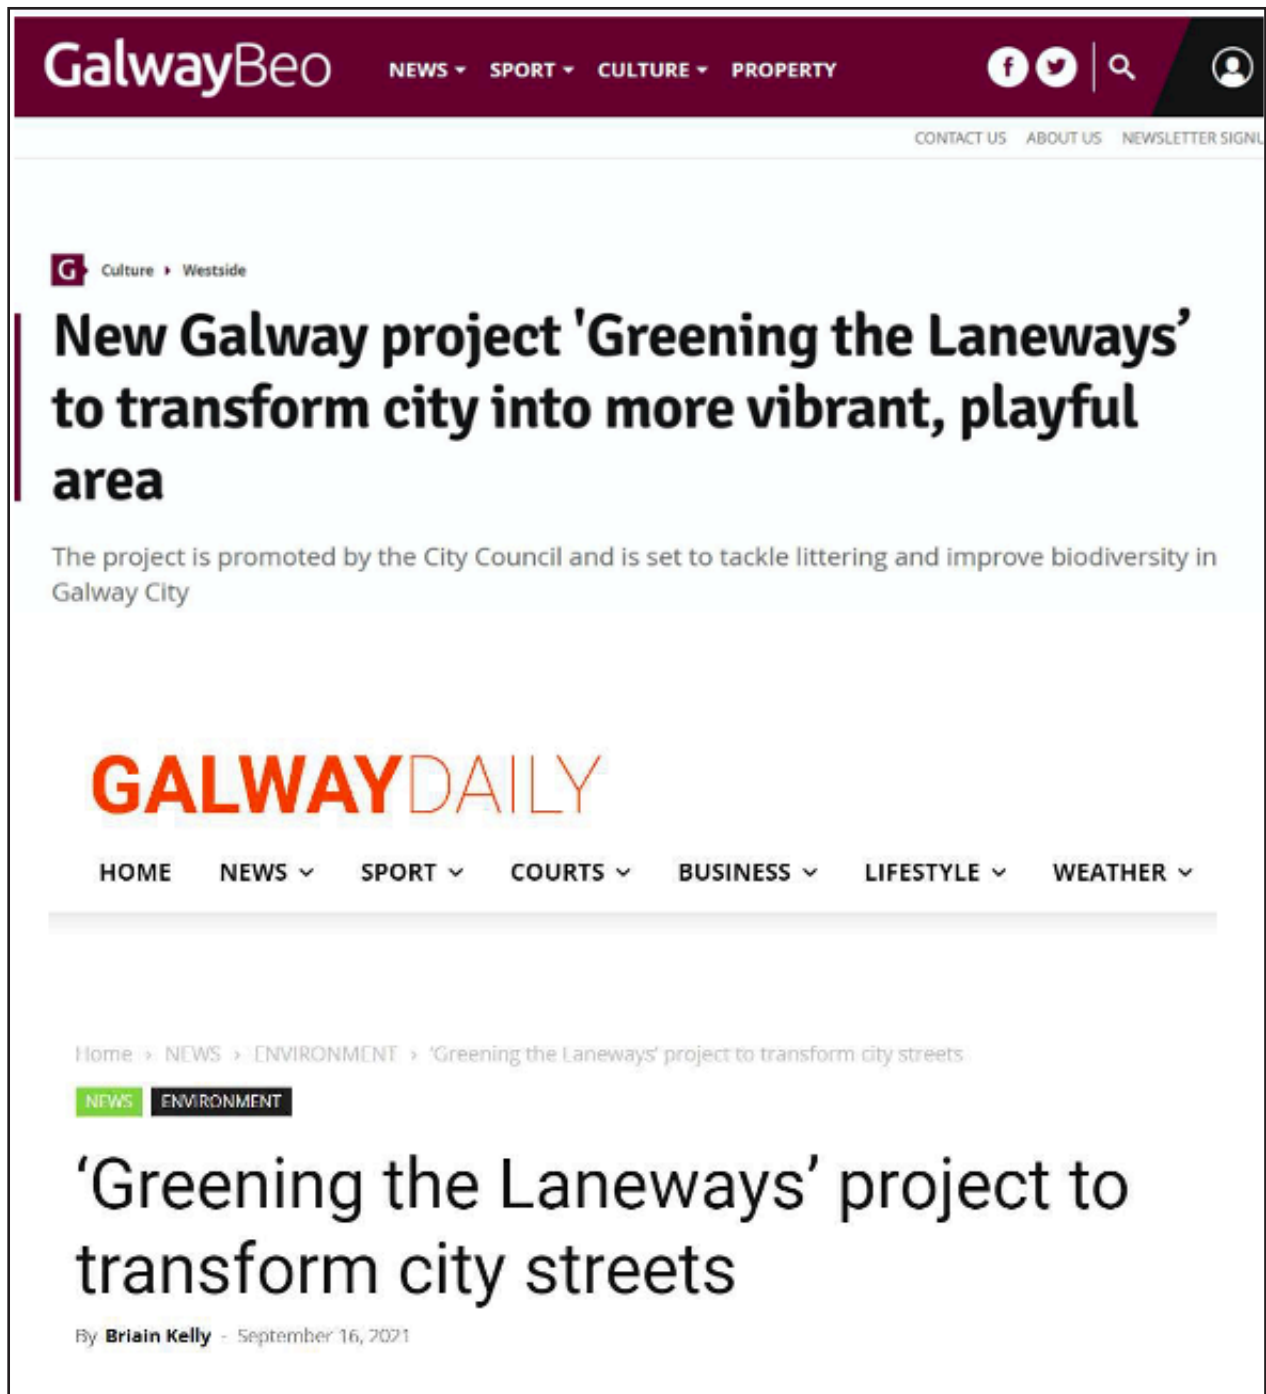 GalwayBeo NEWS SPORT CULTURE PROPERTY
CONTACT US ABOUT US NEWSLETTER SIGNU
G Culture Westside
New Galway project 'Greening the Laneways’
to transform city into more vibrant, playful
area
The project is promoted by the City Council and is set to tackle littering and improve biodiversity in
Galway City
GALWAYDAILY
HOME NEWS SPORT COURTS BUSINESS LIFESTYLE WEATHER
Home › NEWS › ENVIRONMENT › 'Greening the Laneways' project to transform city streets
NEWS ENVIRONMENT
‘Greening the Laneways’ project to
transform city streets
By Briain Kelly - September 16, 2021